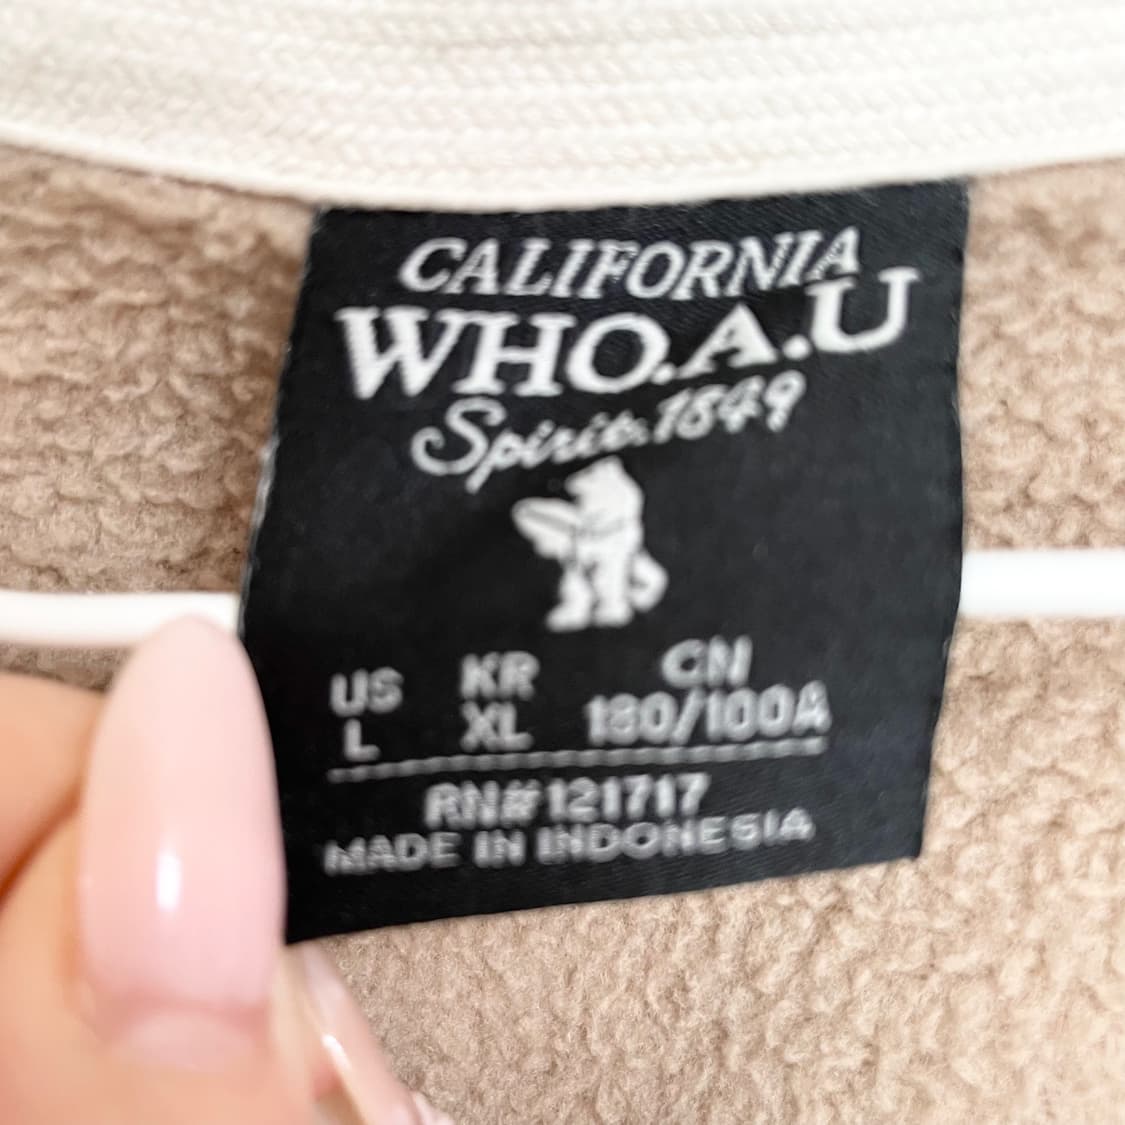 CALIFORNIA
WHO.A.U
Spirit.1849
US KR CN
L XL 180/100A
RN#121717
MADE IN INDONESIA